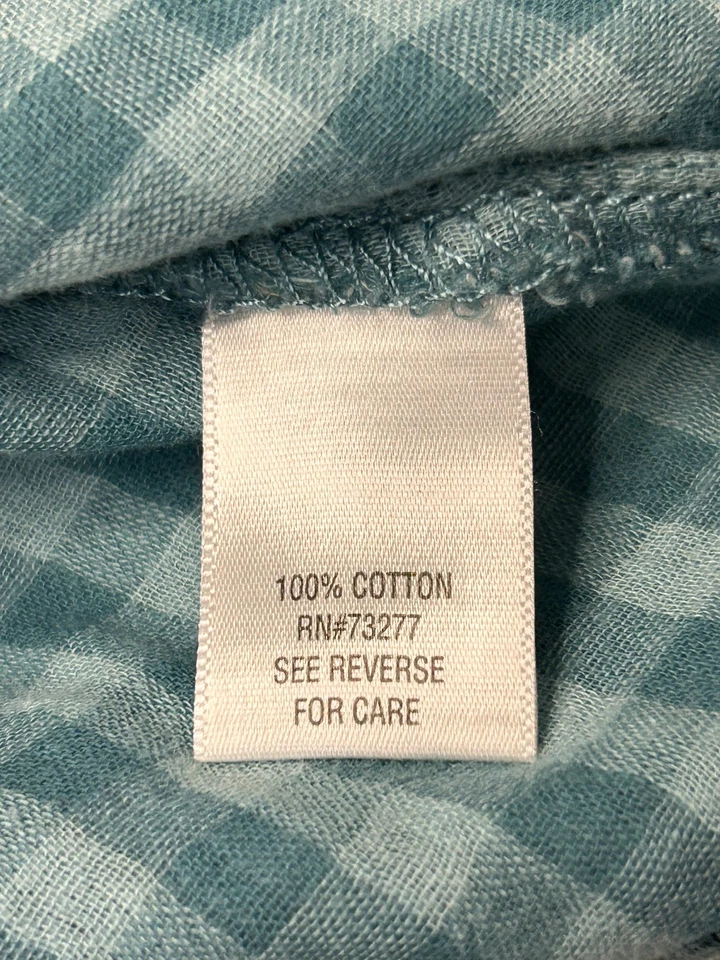 100% COTTON
RN#73277
SEE REVERSE
FOR CARE